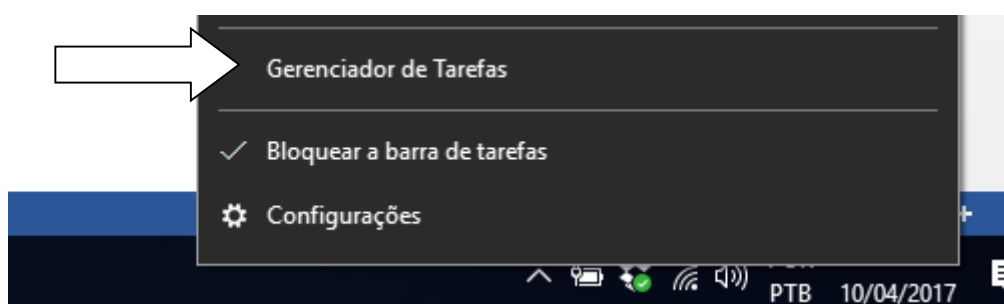 Gerenciador de Tarefas
Bloquear a barra de tarefas
Configurações
PTB
10/04/2017